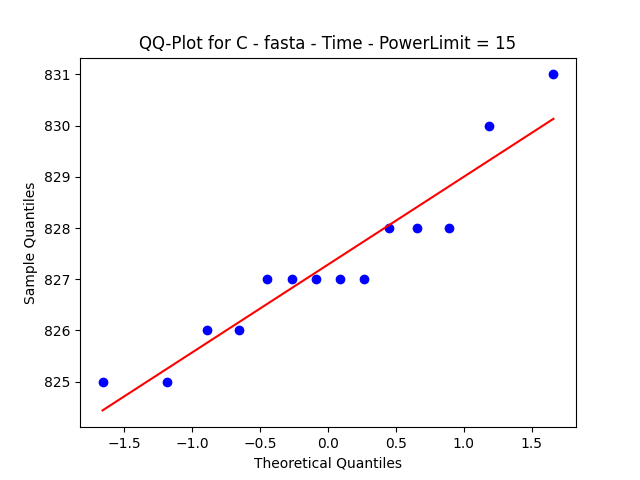 QQ-Plot for C - fasta - Time - PowerLimit = 15
831
830
829
828
827
826
825
Sample Quantiles
−1.5 −1.0 −0.5 0.0 0.5 1.0 1.5
Theoretical Quantiles